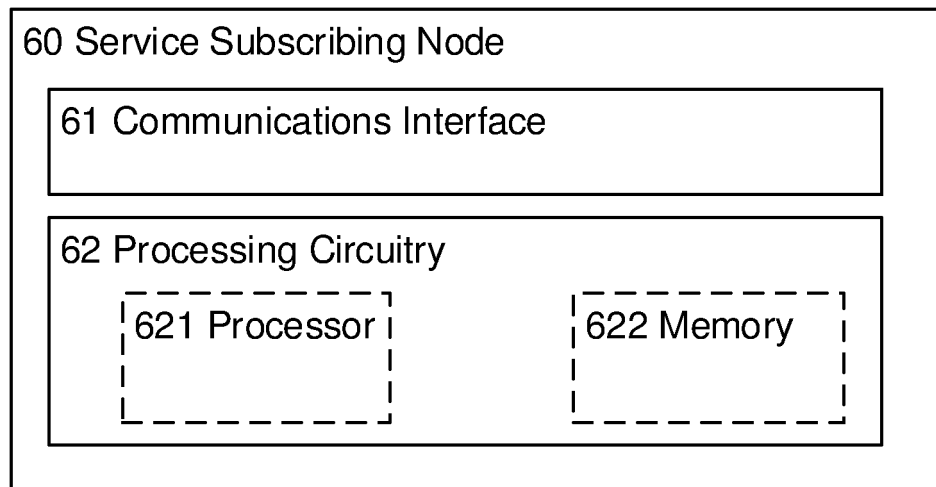 60 Service Subscribing Node
61 Communications Interface
62 Processing Circuitry
621 Processor
622 Memory